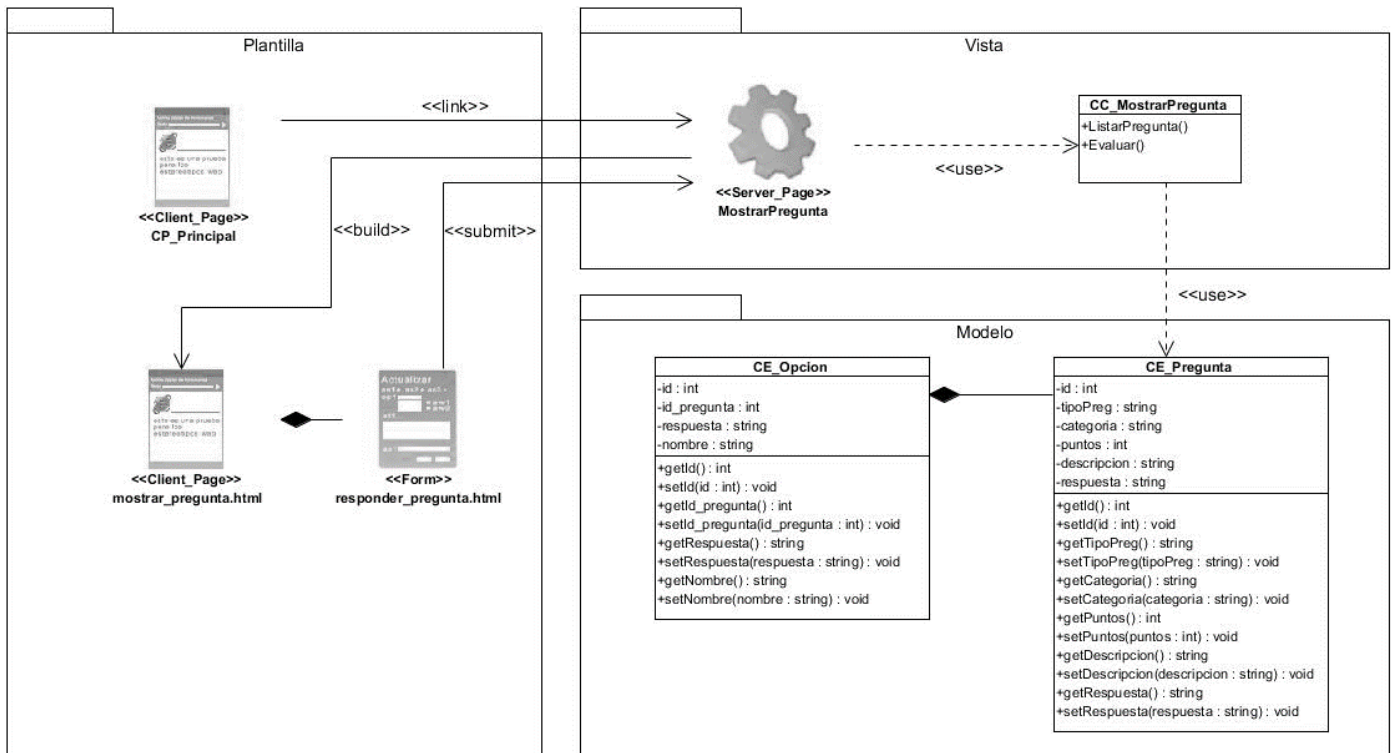 Plantilla
<<link>>
<<Client_Page>>
CP_Principal
<<build>>
<<submit>>
Actualizar
<<Client_Page>>
mostrar_pregunta.html
<<Form>>
responder_pregunta.html
Vista
<<Server_Page>>
MostrarPregunta
<<use>>
CC_MostrarPregunta
+ListarPregunta()
+Evaluar()
<<use>>
Modelo
CE_Opcion
-id : int
-id_pregunta : int
-respuesta : string
-nombre : string
+getId() : int
+setId(id : int) : void
+getId_pregunta() : int
+setId_pregunta(id_pregunta : int) : void
+getRespuesta() : string
+setRespuesta(respuesta : string) : void
+getNombre() : string
+setNombre(nombre : string) : void
CE_Pregunta
-id : int
-tipoPreg : string
-categoria : string
-puntos : int
-descripcion : string
-respuesta : string
+getId() : int
+setId(id : int) : void
+getTipoPreg() : string
+setTipoPreg(tipoPreg : string) : void
+getCategoria() : string
+setCategoria(categoria : string) : void
+getPuntos() : int
+setPuntos(puntos : int) : void
+getDescripcion() : string
+setDescripcion(descripcion : string) : void
+getRespuesta() : string
+setRespuesta(respuesta : string) : void